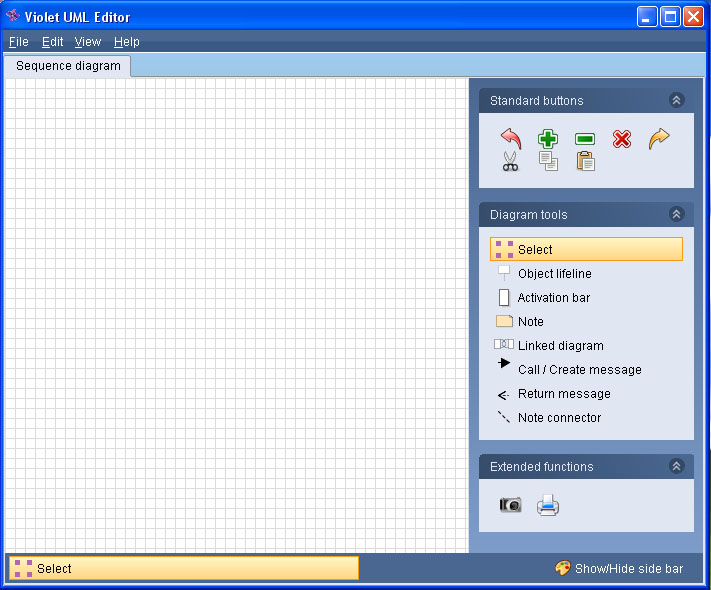 Violet UML Editor
File Edit View Help
Sequence diagram
Standard buttons
Diagram tools
Select
Object lifeline
Activation bar
Note
Linked diagram
Call / Create message
Return message
Note connector
Extended functions
Select
Show/Hide side bar